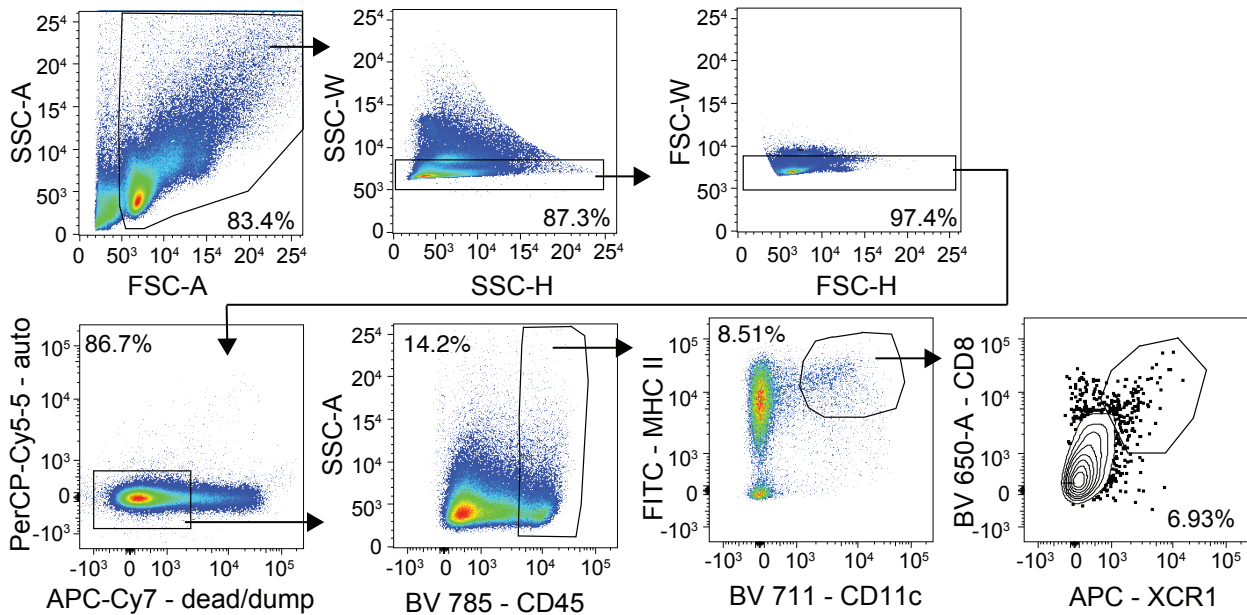 SSC-A
25⁴
20⁴
15⁴
10⁴
50³
0
83.4%
0 50³ 10⁴ 15⁴ 20⁴ 25⁴
FSC-A
SSC-W
25⁴
20⁴
15⁴
10⁴
50³
0
87.3%
0 50³ 10⁴ 15⁴ 20⁴ 25⁴
SSC-H
FSC-W
25⁴
20⁴
15⁴
10⁴
50³
0
97.4%
0 50³ 10⁴ 15⁴ 20⁴ 25⁴
FSC-H
PerCP-Cy5-5 - auto
86.7%
10⁵
10⁴
10³
0
-10³
-10³ 0 10³ 10⁴ 10⁵
APC-Cy7 - dead/dump
SSC-A
14.2%
25⁴
20⁴
15⁴
10⁴
50³
0
-10³ 0 10³ 10⁴ 10⁵
BV 785 - CD45
FITC - MHC II
8.51%
10⁵
10⁴
10³
0
-10³
-10³ 0 10³ 10⁴ 10⁵
BV 711 - CD11c
BV 650-A - CD8
10⁵
10⁴
10³
0
-10³
6.93%
-10³ 0 10³ 10⁴ 10⁵
APC - XCR1